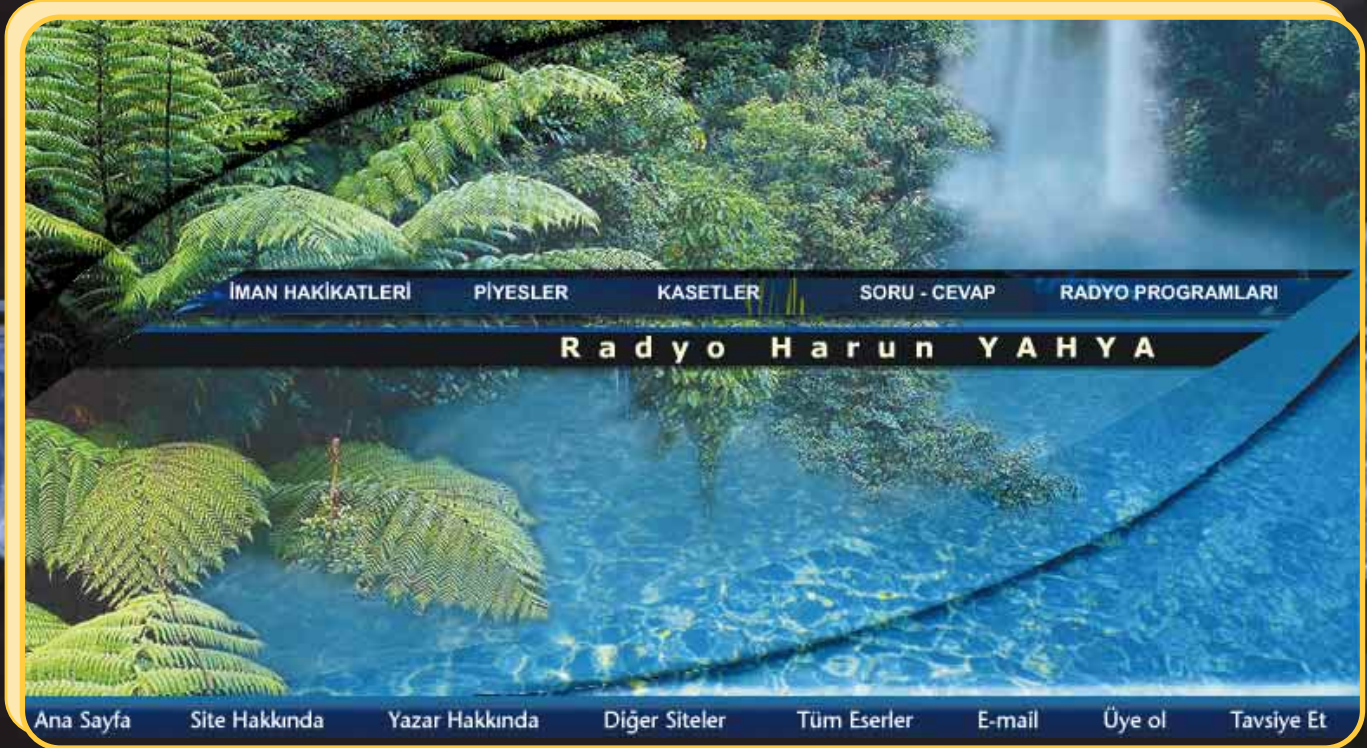 İMAN HAKİKATLERİ PİYESLER KASETLER SORU - CEVAP RADYO PROGRAMLARI
Radyo Harun YAHYA
Ana Sayfa Site Hakkında Yazar Hakkında Diğer Siteler Tüm Eserler E-mail Üye ol Tavsiye Et